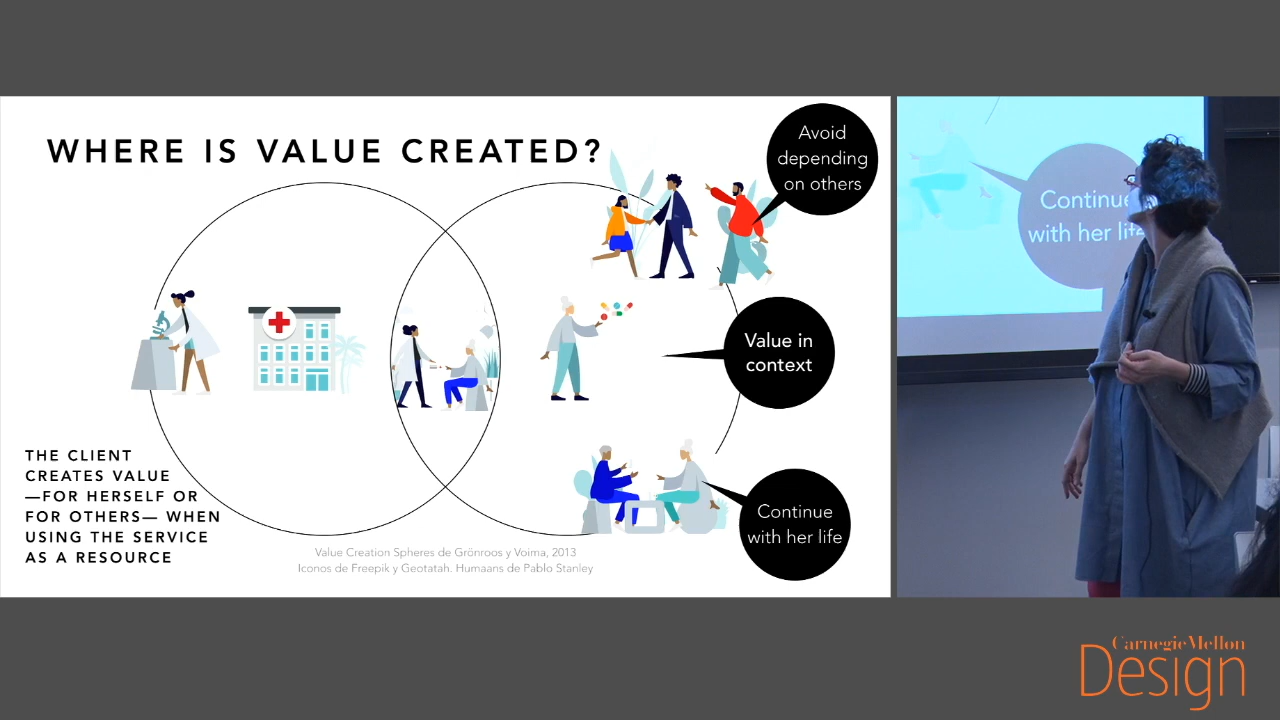 WHERE IS VALUE CREATED?
Avoid
depending
on others
Value in
context
Continue
with her life
THE CLIENT
CREATES VALUE
—FOR HERSELF OR
FOR OTHERS— WHEN
USING THE SERVICE
AS A RESOURCE
Value Creation Spheres de Grönroos y Voima, 2013
Iconos de Freepik y Geotatah. Humaans de Pablo Stanley
Continue
with her life
Carnegie Mellon
Design